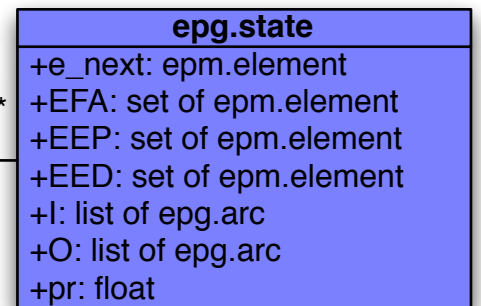 epg.state
+e_next: epm.element
*
+EFA: set of epm.element
+EEP: set of epm.element
+EED: set of epm.element
+I: list of epg.arc
+O: list of epg.arc
+pr: float